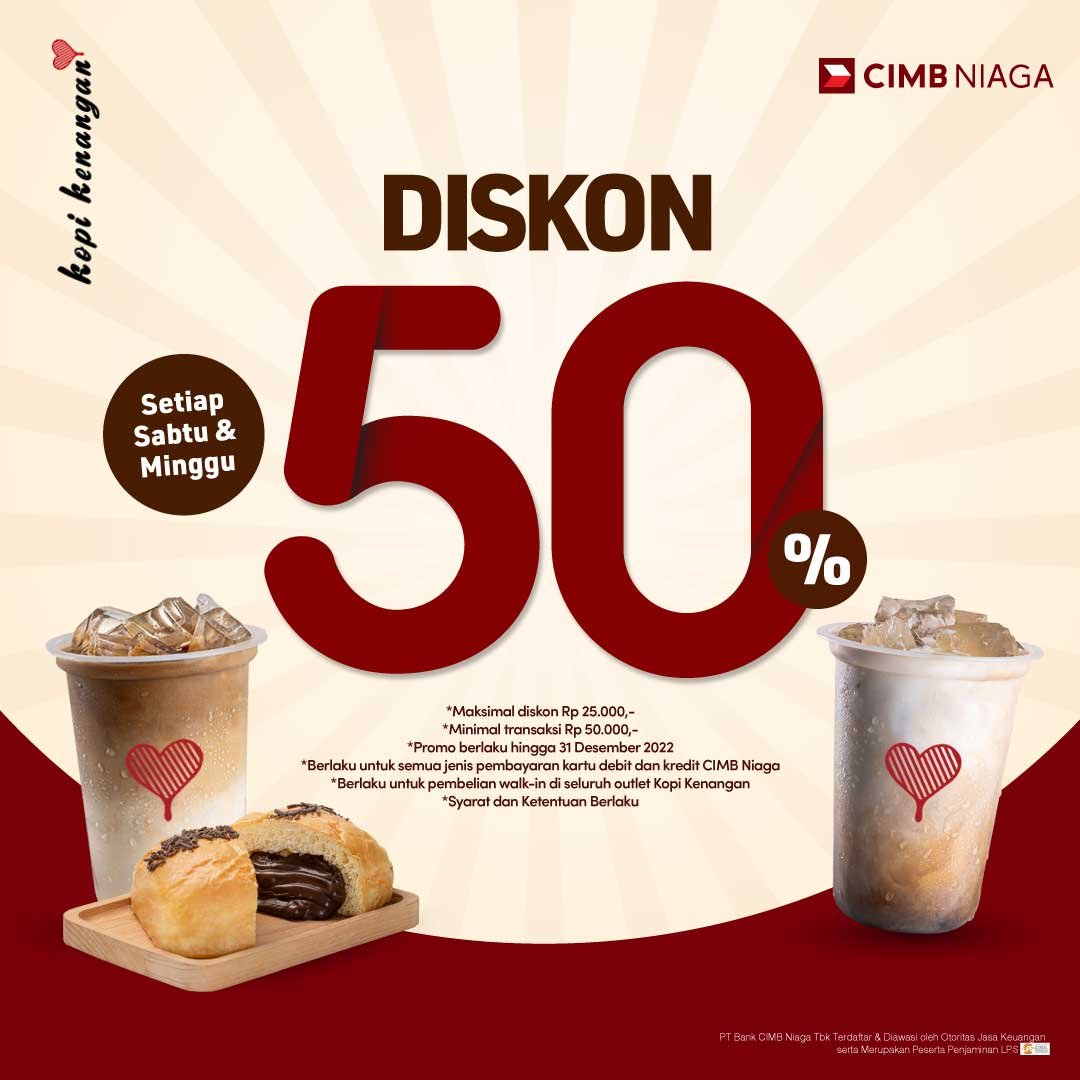 kopi kenangan
CIMB NIAGA
DISKON
50
%
Setiap
Sabtu &
Minggu
*Maksimal diskon Rp 25.000,-
*Minimal transaksi Rp 50.000,-
*Promo berlaku hingga 31 Desember 2022
*Berlaku untuk semua jenis pembayaran kartu debit dan kredit CIMB Niaga
*Berlaku untuk pembelian walk-in di seluruh outlet Kopi Kenangan
*Syarat dan Ketentuan Berlaku
PT Bank CIMB Niaga Tbk Terdaftar & Diawasi oleh Otoritas Jasa Keuangan
serta Merupakan Peserta Penjaminan LPS